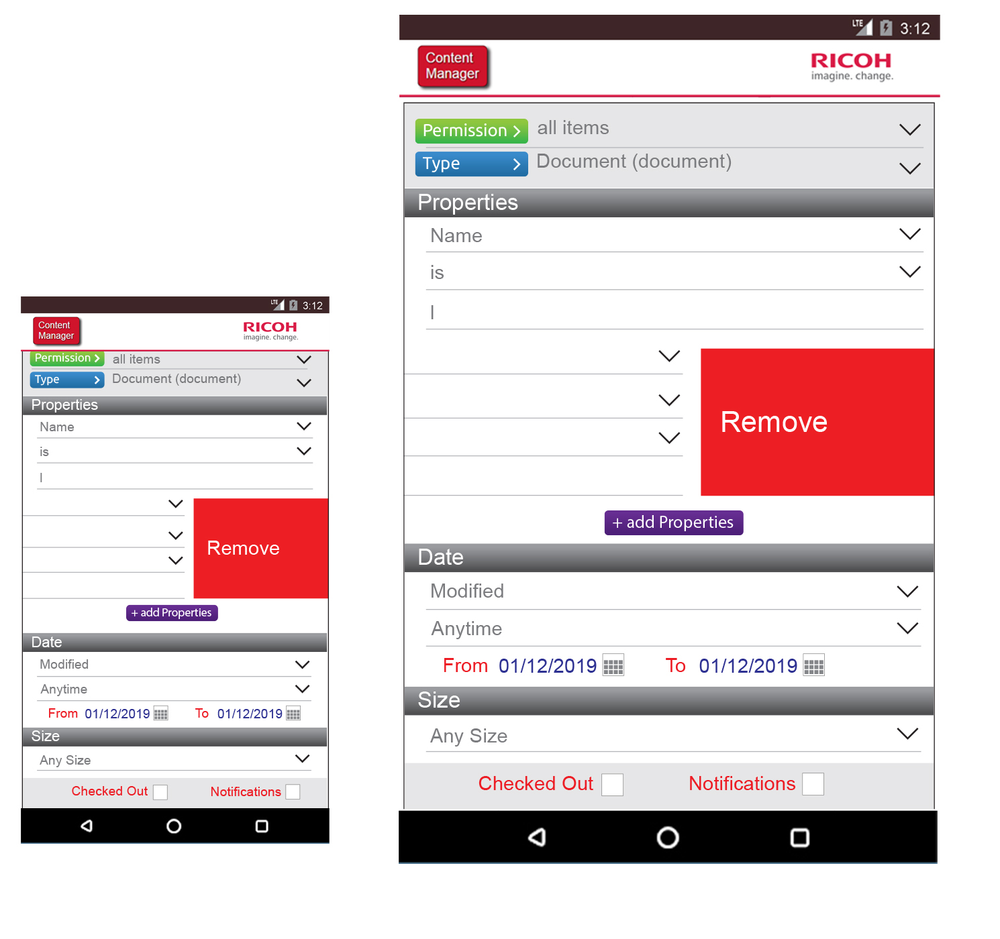 LTE 3:12
Content
Manager
RICOH
imagine. change.
Permission all items
Type Document (document)
Properties
Name
is
Remove
+ add Properties
Date
Modified
Anytime
From 01/12/2019 To 01/12/2019
Size
Any Size
Checked Out Notifications
LTE 3:12
Content
Manager
RICOH
imagine. change.
Permission all items
Type Document (document)
Properties
Name
is
Remove
+ add Properties
Date
Modified
Anytime
From 01/12/2019 To 01/12/2019
Size
Any Size
Checked Out Notifications